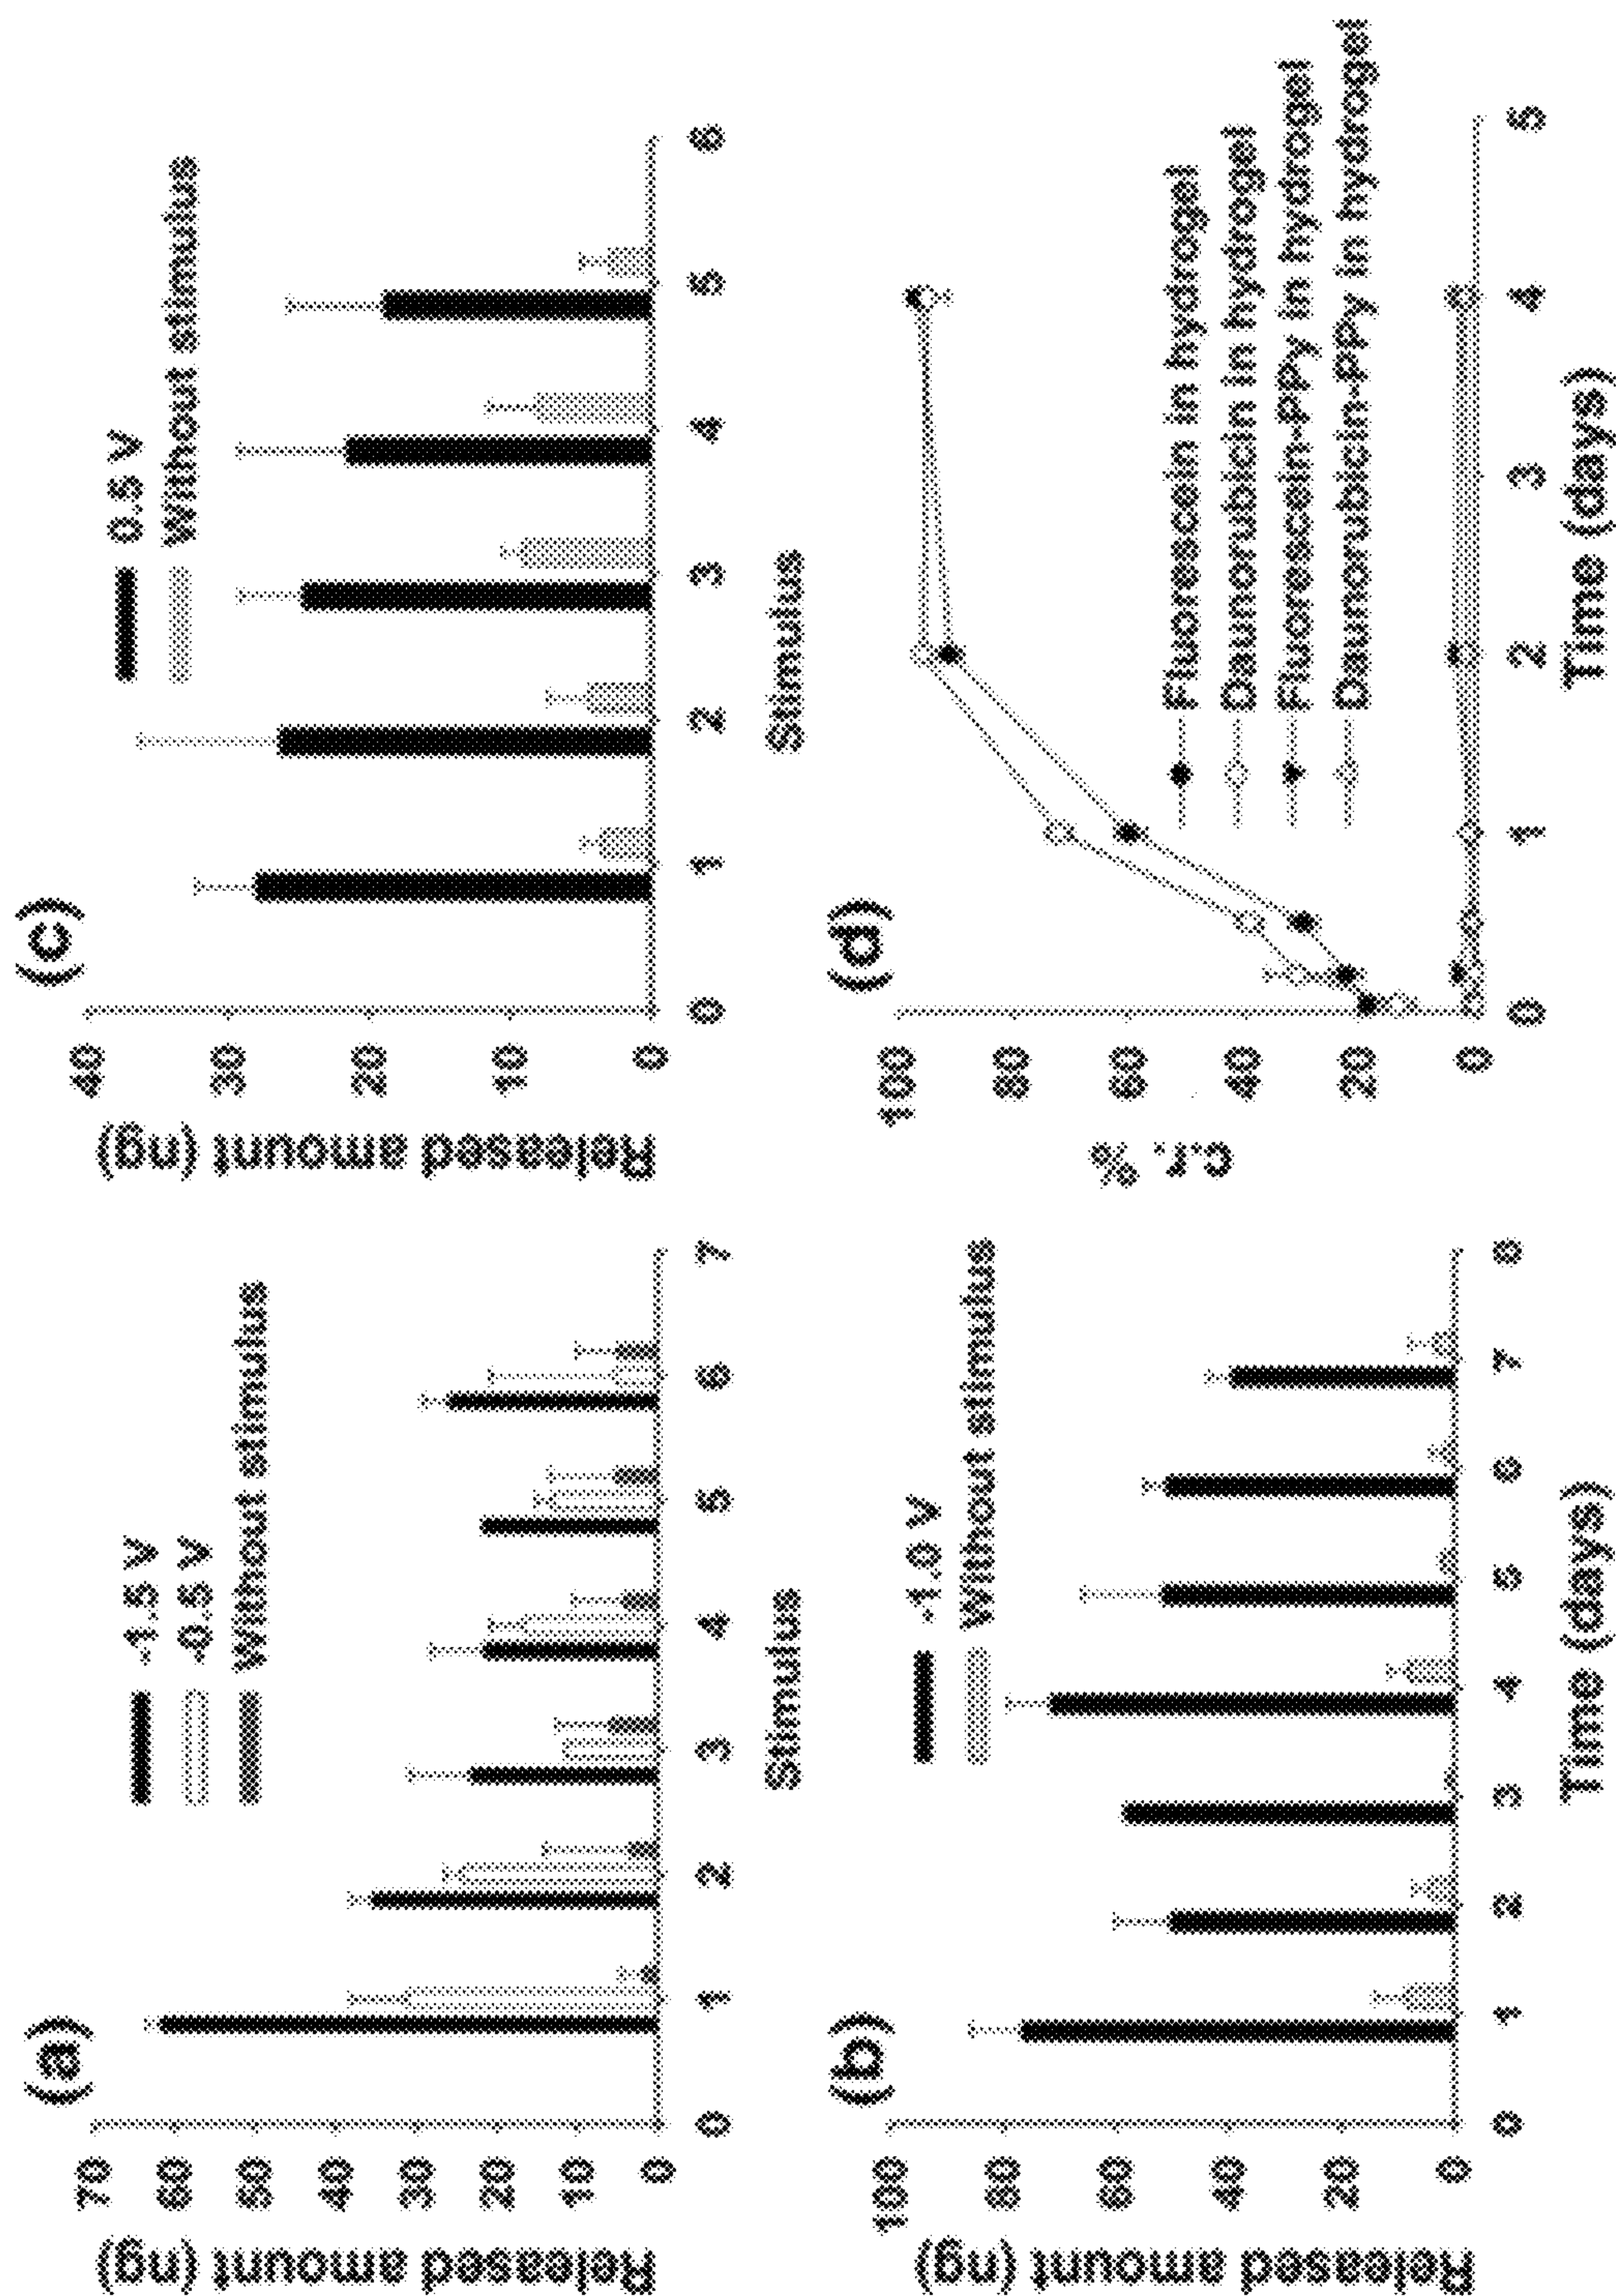 (a)
70
60
50
40
30
20
10
0
Released amount (ng)
-1.5 V
-0.5 V
Without stimulus
0 1 2 3 4 5 6 7
Stimulus
(b)
100
80
60
40
20
0
Released amount (ng)
-1.0 V
Without stimulus
0 1 2 3 4 5 6 7 8
Time (days)
(c)
40
30
20
10
0
Released amount (ng)
0.5 V
Without stimulus
0 1 2 3 4 5 6
Stimulus
(d)
100
80
60
40
20
0
c.r. %
Fluorescein in hydrogel
Daunorubicin in hydrogel
Fluorescein-PPy in hydrogel
Daunorubicin-PPy in hydrogel
0 1 2 3 4 5
Time (days)